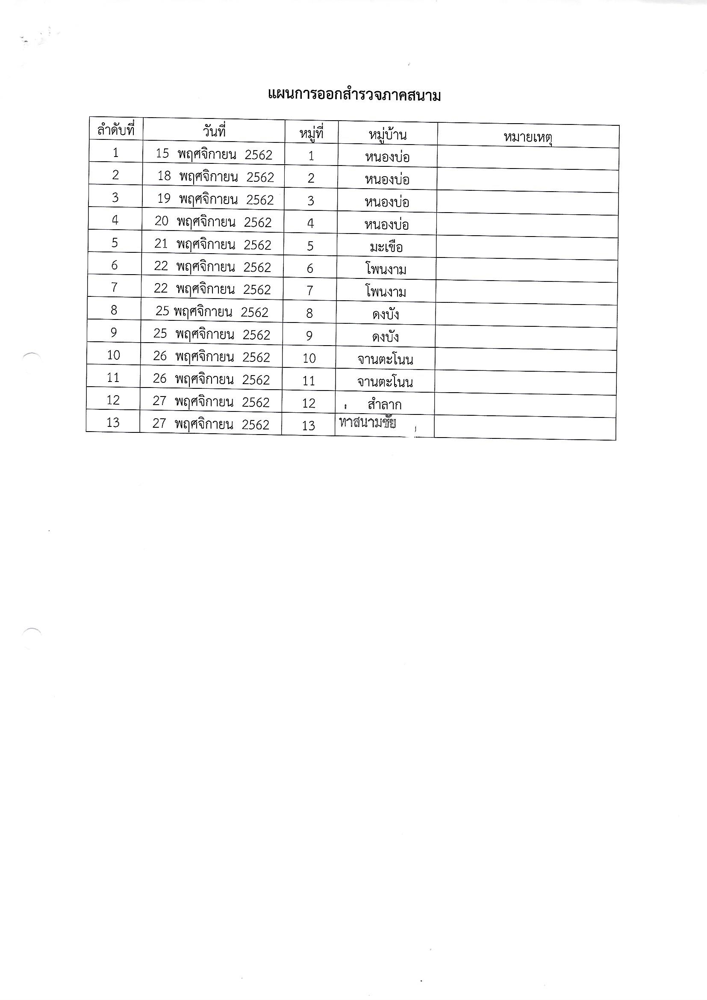 แผนการออกสำรวจภาคสนาม
ลำดับที่ วันที่ หมู่ที่ หมู่บ้าน หมายเหตุ
1 15 พฤศจิกายน 2562 1 หนองบ่อ
2 18 พฤศจิกายน 2562 2 หนองบ่อ
3 19 พฤศจิกายน 2562 3 หนองบ่อ
4 20 พฤศจิกายน 2562 4 หนองบ่อ
5 21 พฤศจิกายน 2562 5 มะเขือ
6 22 พฤศจิกายน 2562 6 โพนงาม
7 22 พฤศจิกายน 2562 7 โพนงาม
8 25 พฤศจิกายน 2562 8 ดงบัง
9 25 พฤศจิกายน 2562 9 ดงบัง
10 26 พฤศจิกายน 2562 10 จานตะโนน
11 26 พฤศจิกายน 2562 11 จานตะโนน
12 27 พฤศจิกายน 2562 12 สำลาก
13 27 พฤศจิกายน 2562 13 ทาสนามชัย